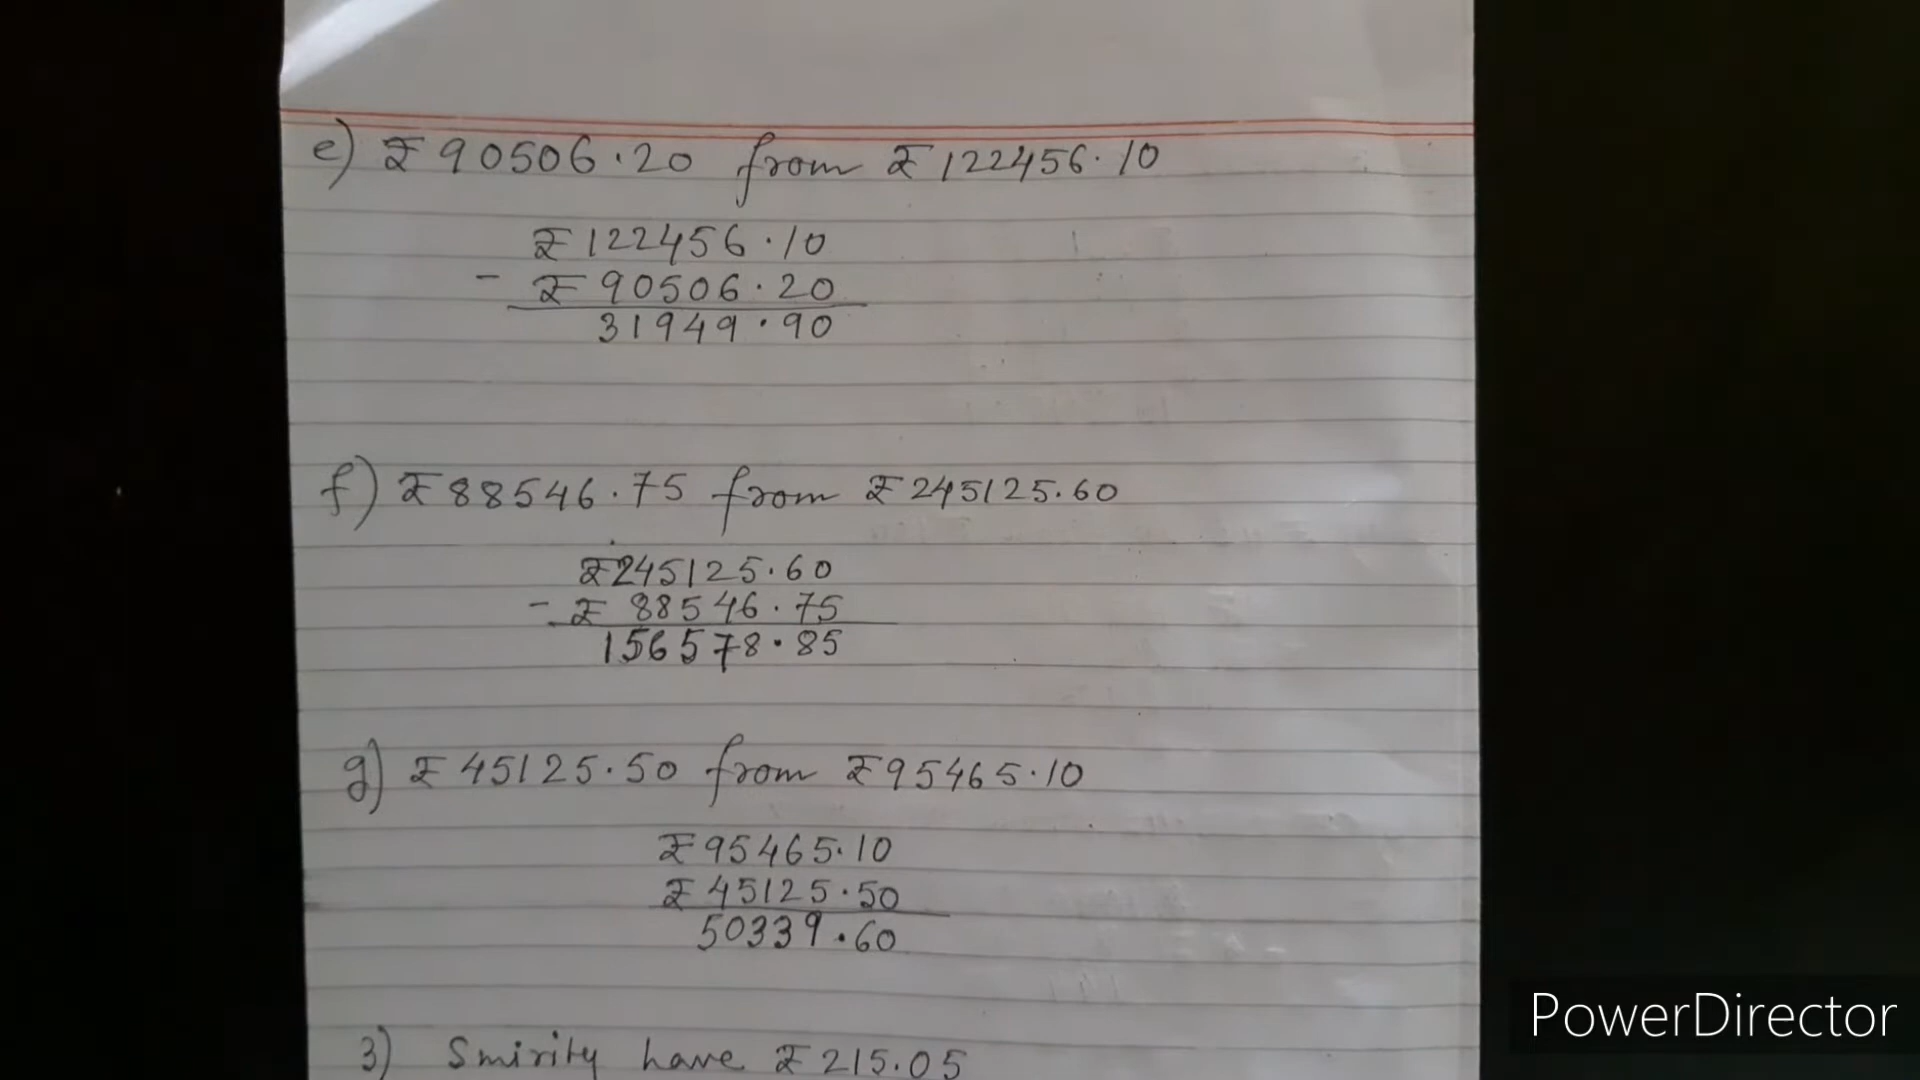 e) ₹ 90506.20 from ₹ 122456.10
₹ 122456.10
- ₹ 90506.20
31949.90
f) ₹ 88546.75 from ₹ 245125.60
₹ 245125.60
- ₹ 88546.75
156578.85
g) ₹ 45125.50 from ₹ 95465.10
₹ 95465.10
₹ 45125.50
50339.60
3) Smirity have ₹ 215.05
PowerDirector